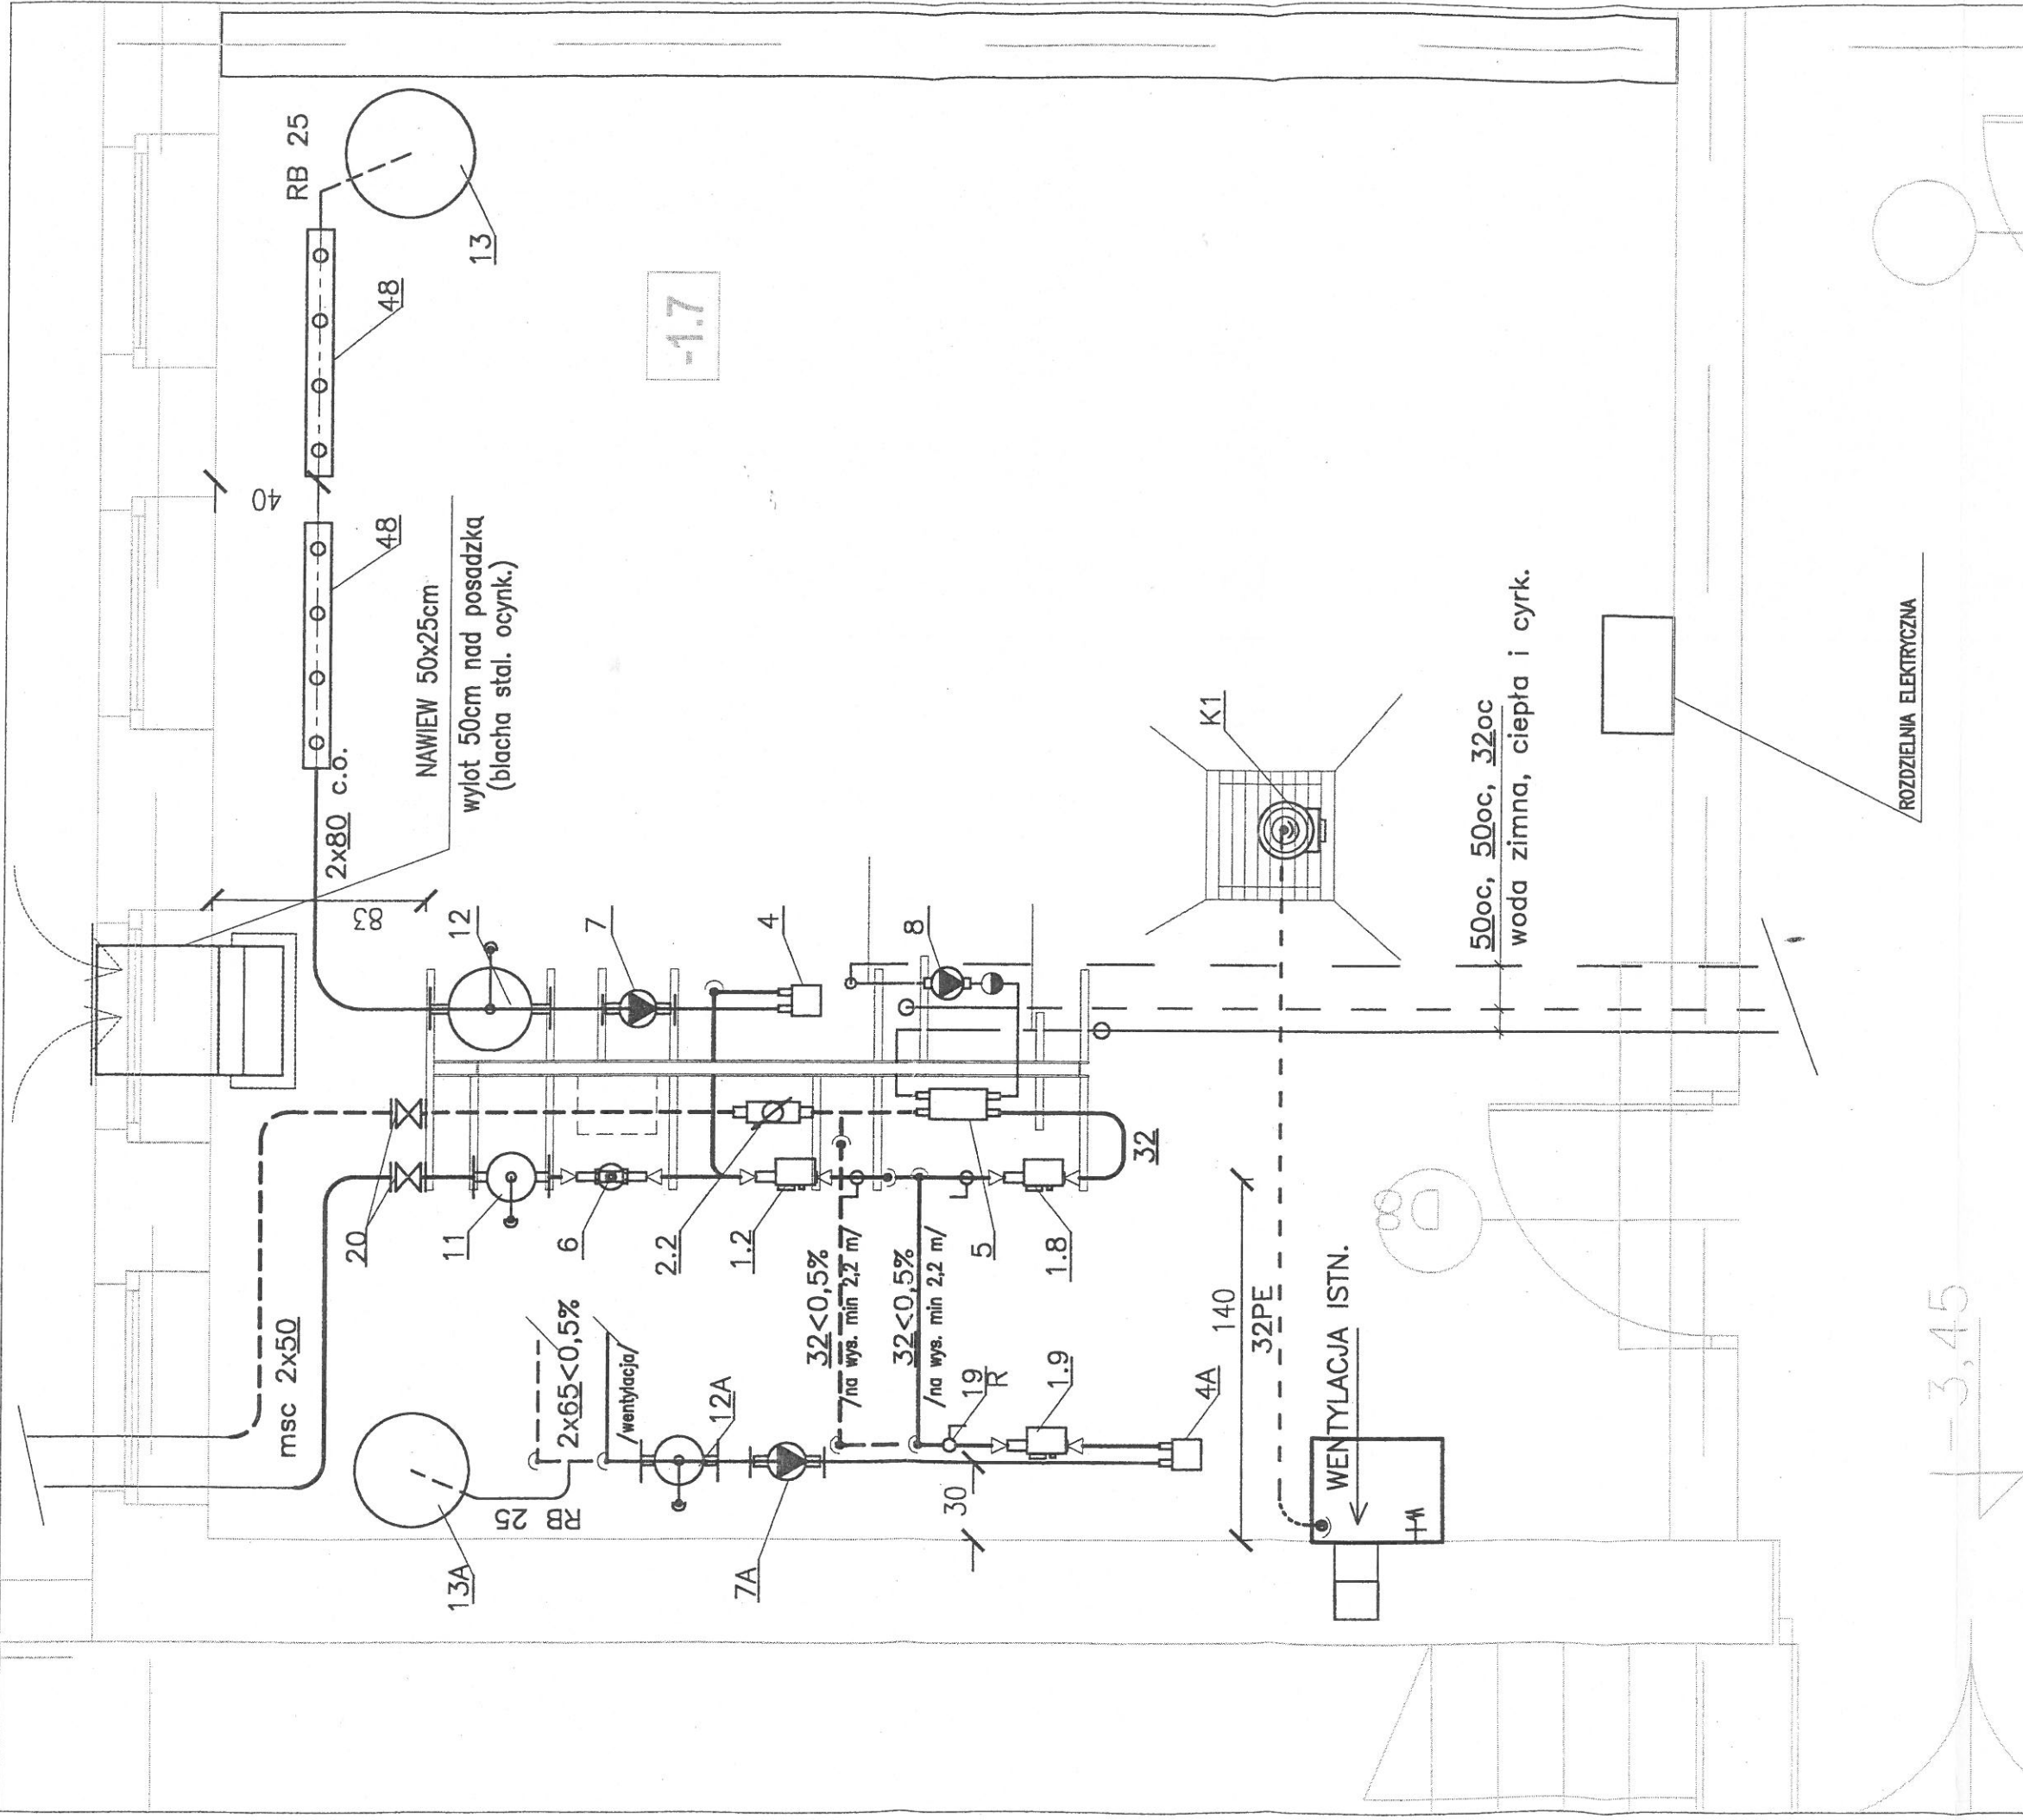 RB 25
13
48
-1.7
40
48
NAWIEW 50x25cm
wylot 50cm nad posadzką
(blacha stal. ocynk.)
2x80 c.o.
83
12
7
4
8
K1
50oc, 50oc, 32oc
woda zimna, ciepła i cyrk.
ROZDZIELNIA ELEKTRYCZNA
20
11
6
2.2
1.2
5
1.8
32
msc 2x50
2x65<0,5%
/wentylacja/
12A
32<0,5%
/na wys. min 2,2 m/
32<0,5%
/na wys. min 2,2 m/
19
R
1.9
4A
140
32PE
WENTYLACJA ISTN.
RB 25
30
13A
7A
80
-3,45